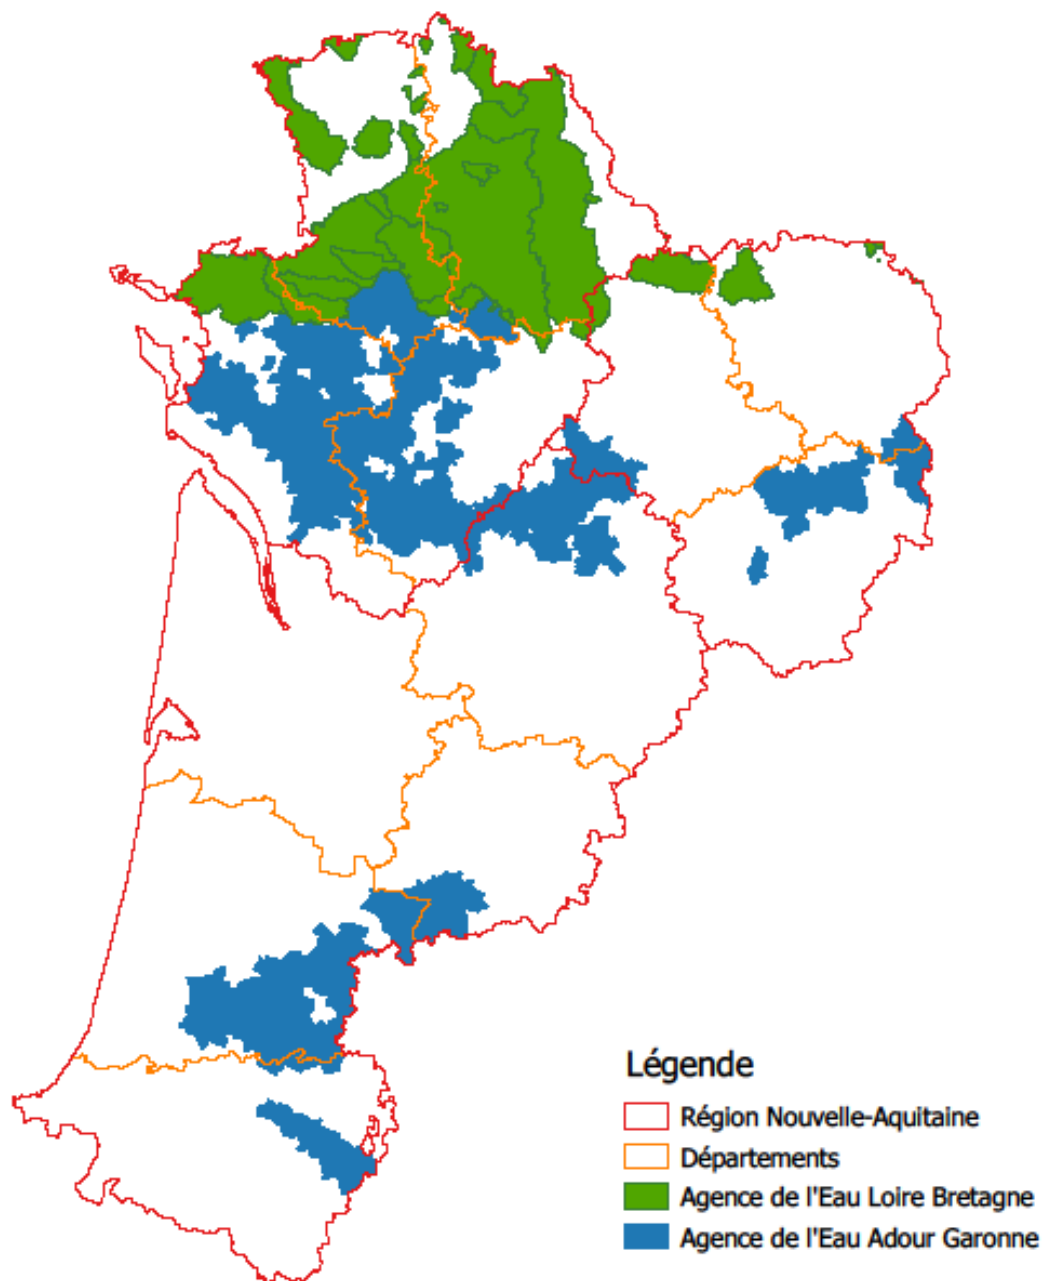 Légende
Région Nouvelle-Aquitaine
Départements
Agence de l'Eau Loire Bretagne
Agence de l'Eau Adour Garonne